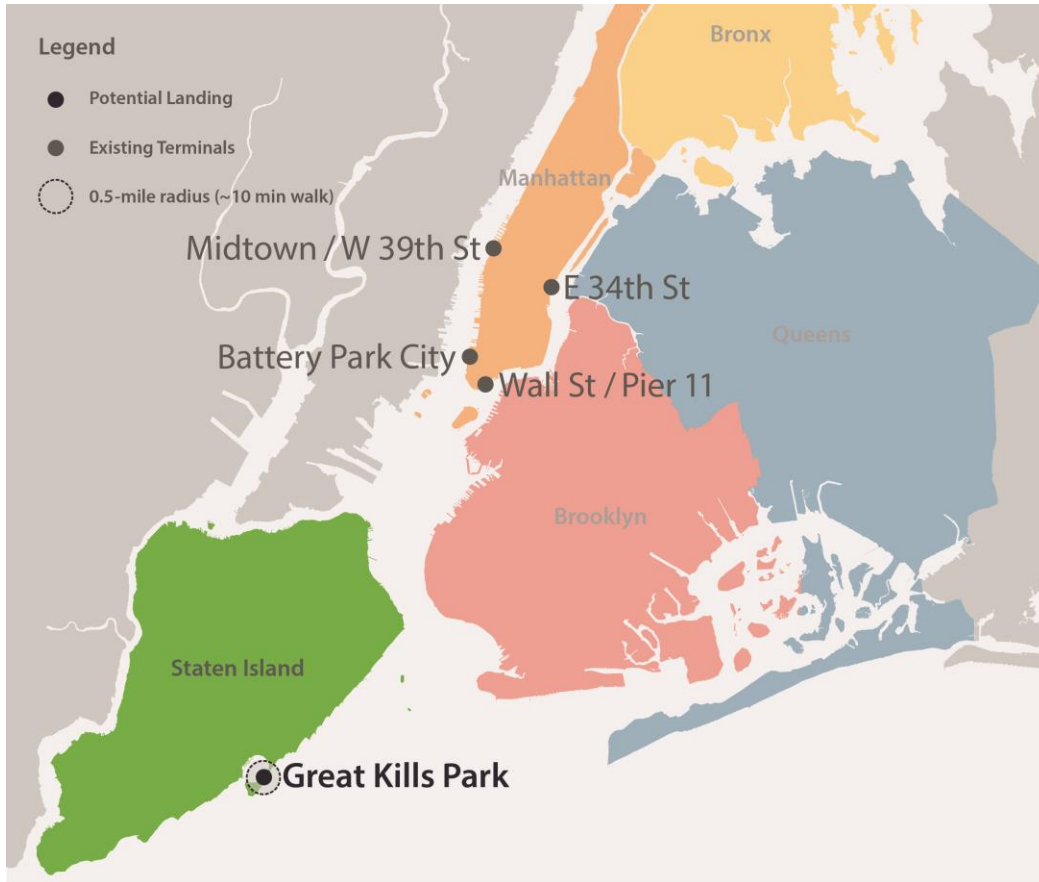 Legend
Potential Landing
Existing Terminals
0.5-mile radius (~10 min walk)
Bronx
Manhattan
Midtown / W 39th St
E 34th St
Queens
Battery Park City
Wall St / Pier 11
Brooklyn
Staten Island
Great Kills Park